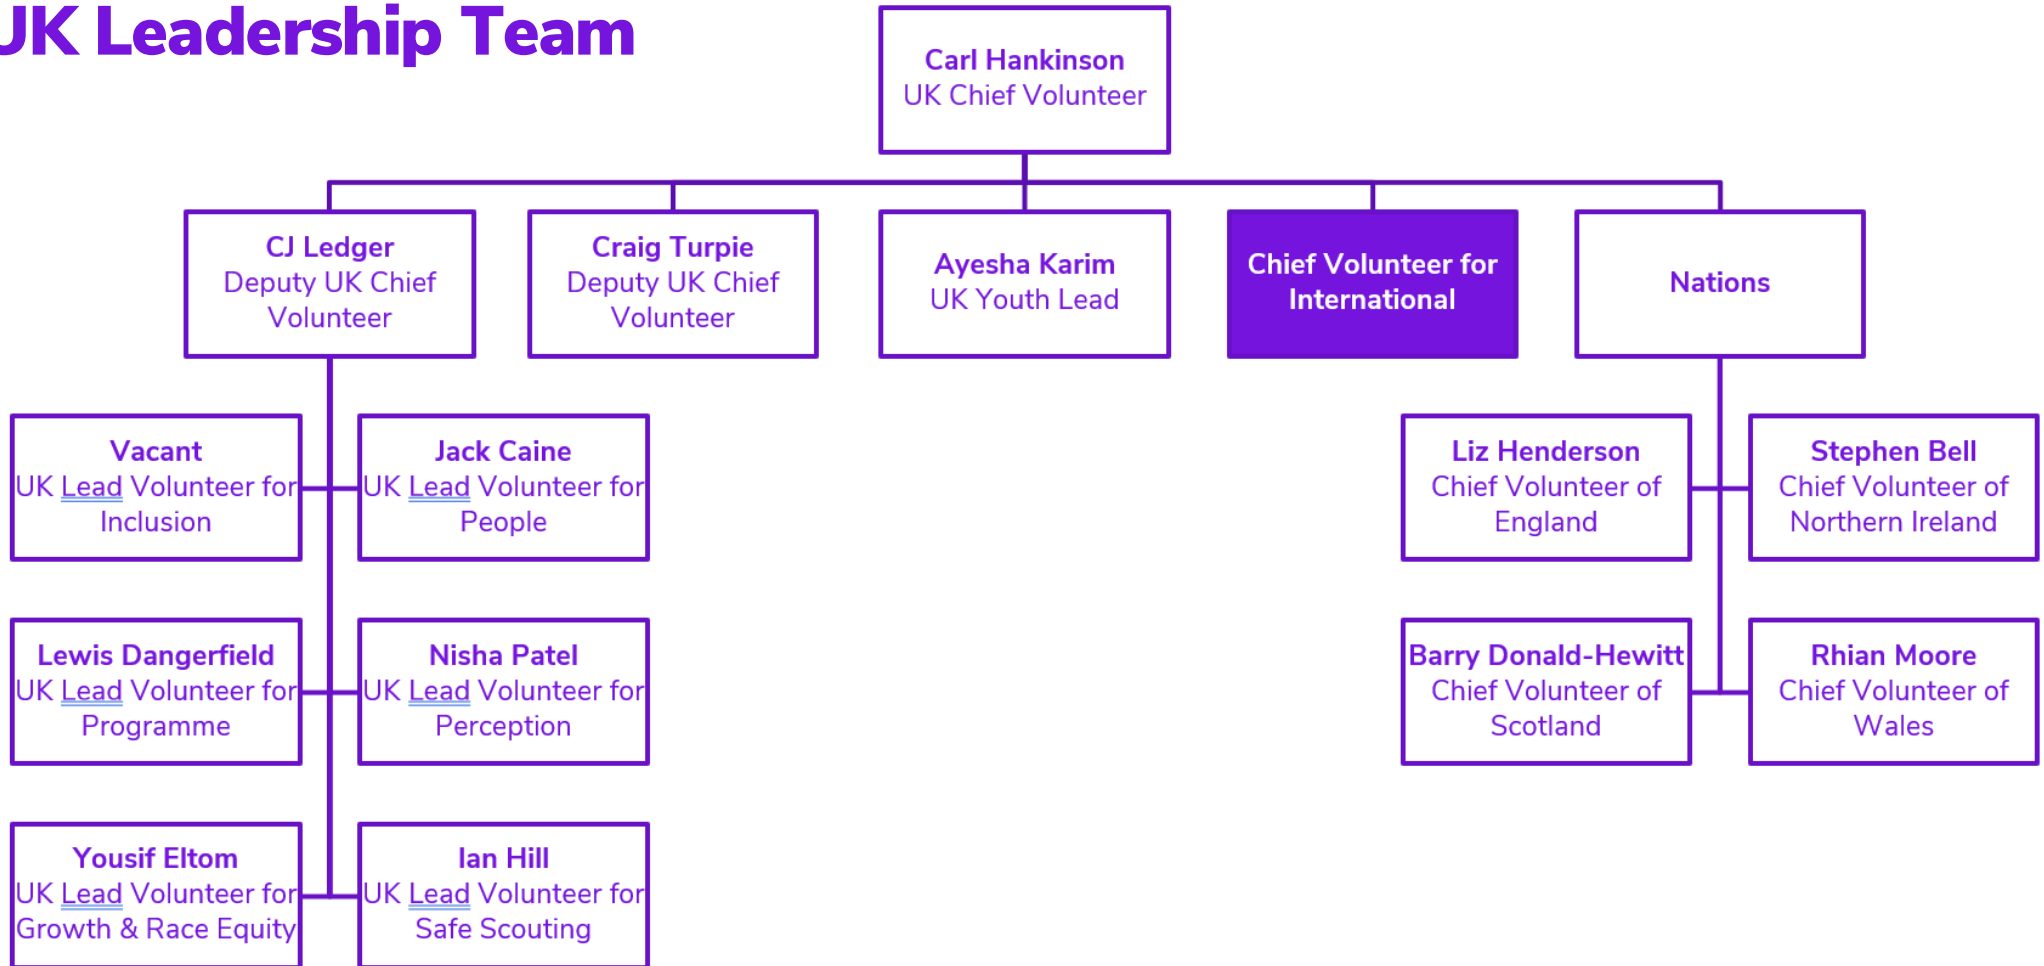 UK Leadership Team
Carl Hankinson
UK Chief Volunteer
CJ Ledger
Deputy UK Chief
Volunteer
Craig Turpie
Deputy UK Chief
Volunteer
Ayesha Karim
UK Youth Lead
Chief Volunteer for
International
Nations
Vacant
UK Lead Volunteer for
Inclusion
Jack Caine
UK Lead Volunteer for
People
Liz Henderson
Chief Volunteer of
England
Stephen Bell
Chief Volunteer of
Northern Ireland
Lewis Dangerfield
UK Lead Volunteer for
Programme
Nisha Patel
UK Lead Volunteer for
Perception
Barry Donald-Hewitt
Chief Volunteer of
Scotland
Rhian Moore
Chief Volunteer of
Wales
Yousif Eltom
UK Lead Volunteer for
Growth & Race Equity
Ian Hill
UK Lead Volunteer for
Safe Scouting